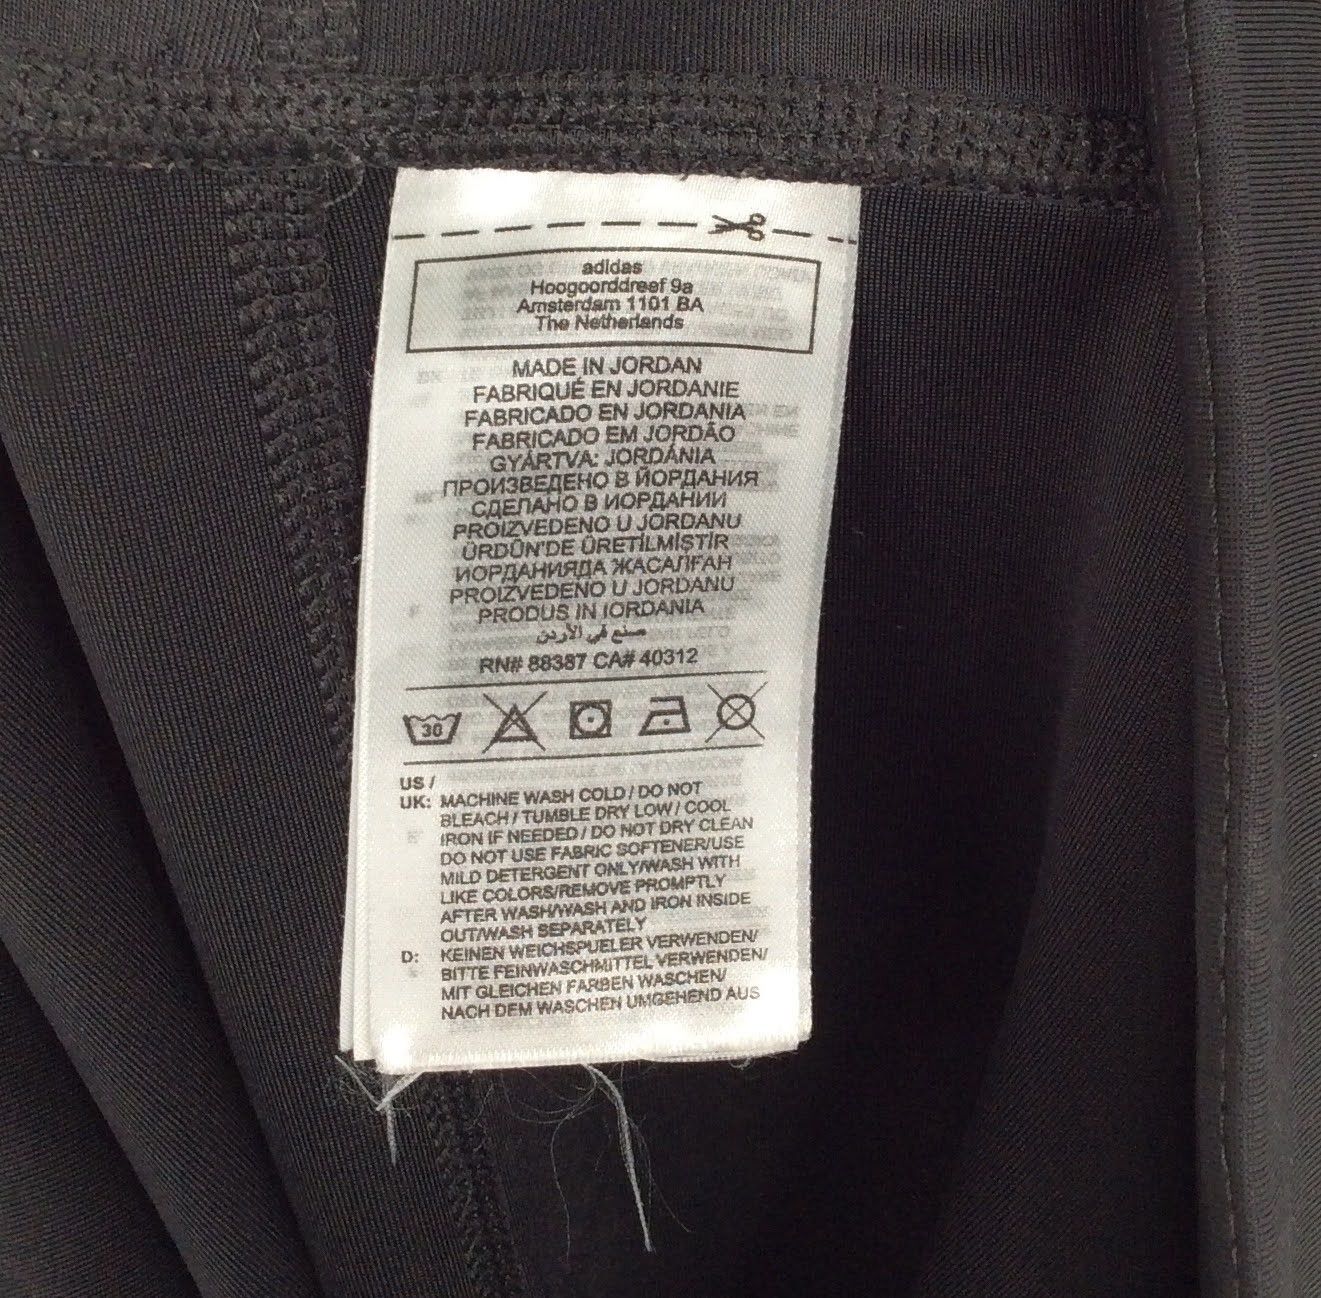 adidas
Hoogoorddreef 9a
Amsterdam 1101 BA
The Netherlands
MADE IN JORDAN
FABRIQUÉ EN JORDANIE
FABRICADO EN JORDANIA
FABRICADO EM JORDÃO
GYÁRTVA: JORDÁNIA
ПРОИЗВЕДЕНО В ЙОРДАНИЯ
СДЕЛАНО В ИОРДАНИИ
PROIZVEDENO U JORDANU
ÜRDÜN'DE ÜRETİLMİŞTİR
ИОРДАНИЯДА ЖАСАЛҒАН
PROIZVEDENO U JORDANU
PRODUS IN IORDANIA
صنع في الأردن
RN# 88387 CA# 40312
30
US /
UK: MACHINE WASH COLD / DO NOT
BLEACH / TUMBLE DRY LOW / COOL
IRON IF NEEDED / DO NOT DRY CLEAN
DO NOT USE FABRIC SOFTENER/USE
MILD DETERGENT ONLY/WASH WITH
LIKE COLORS/REMOVE PROMPTLY
AFTER WASH/WASH AND IRON INSIDE
OUT/WASH SEPARATELY
D: KEINEN WEICHSPUELER VERWENDEN/
BITTE FEINWASCHMITTEL VERWENDEN/
MIT GLEICHEN FARBEN WASCHEN/
NACH DEM WASCHEN UMGEHEND AUS